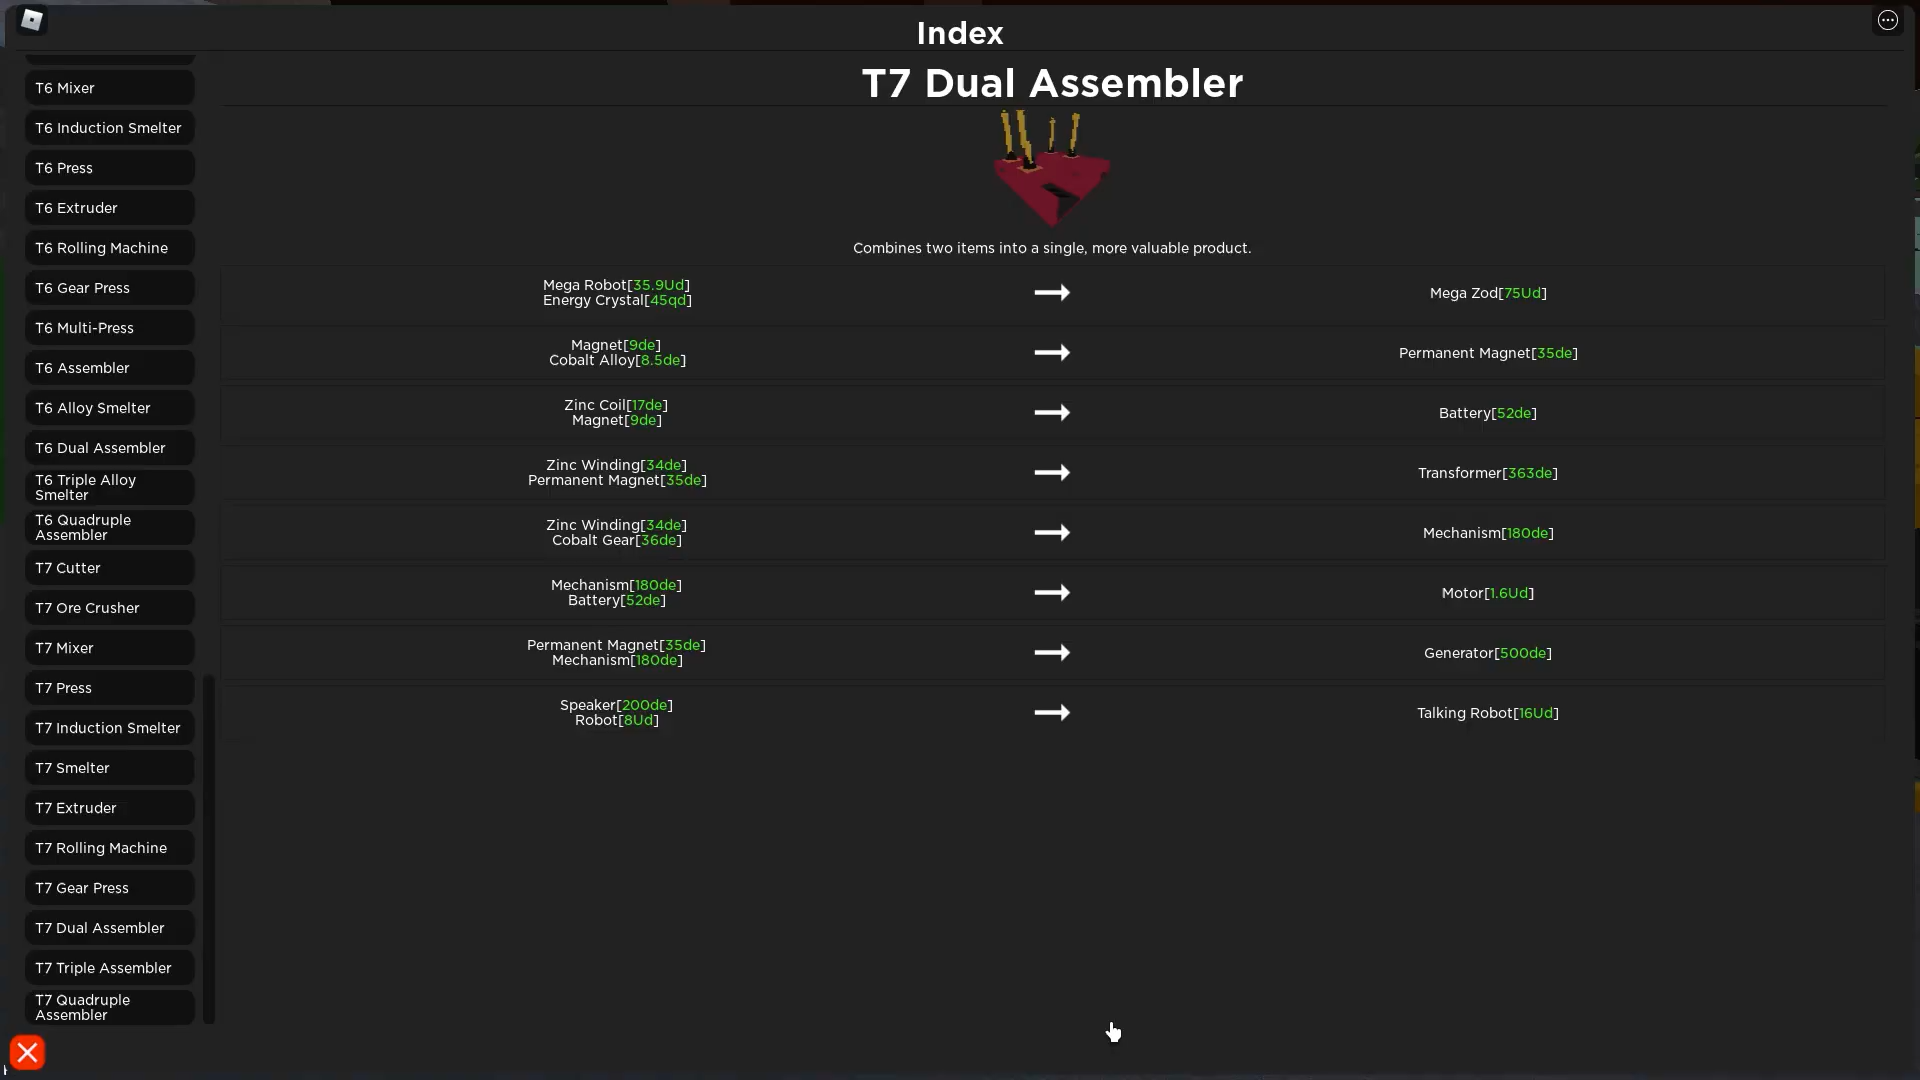 Index
T7 Dual Assembler
Combines two items into a single, more valuable product.
T6 Mixer
T6 Induction Smelter
T6 Press
T6 Extruder
T6 Rolling Machine
T6 Gear Press
T6 Multi-Press
T6 Assembler
T6 Alloy Smelter
T6 Dual Assembler
T6 Triple Alloy
Smelter
T6 Quadruple
Assembler
T7 Cutter
T7 Ore Crusher
T7 Mixer
T7 Press
T7 Induction Smelter
T7 Smelter
T7 Extruder
T7 Rolling Machine
T7 Gear Press
T7 Dual Assembler
T7 Triple Assembler
T7 Quadruple
Assembler
Mega Robot[35.9Ud]
Energy Crystal[45qd]
Mega Zod[75Ud]
Magnet[9de]
Cobalt Alloy[8.5de]
Permanent Magnet[35de]
Zinc Coil[17de]
Magnet[9de]
Battery[52de]
Zinc Winding[34de]
Permanent Magnet[35de]
Transformer[363de]
Zinc Winding[34de]
Cobalt Gear[36de]
Mechanism[180de]
Mechanism[180de]
Battery[52de]
Motor[1.6Ud]
Permanent Magnet[35de]
Mechanism[180de]
Generator[500de]
Speaker[200de]
Robot[8Ud]
Talking Robot[16Ud]